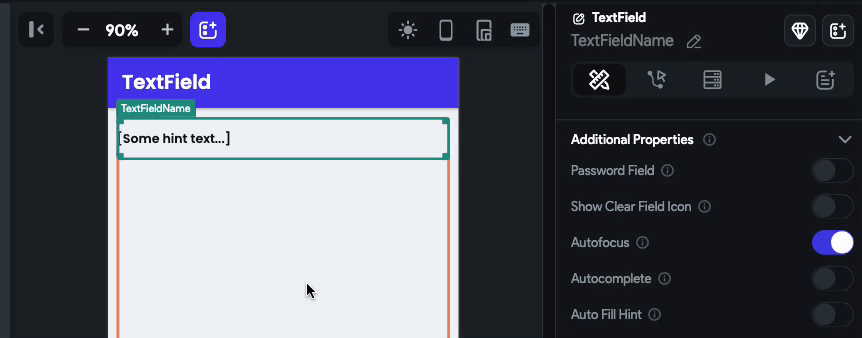 90%
TextField
TextFieldName
[Some hint text...]
TextField
TextFieldName
Additional Properties
Password Field
Show Clear Field Icon
Autofocus
Autocomplete
Auto Fill Hint